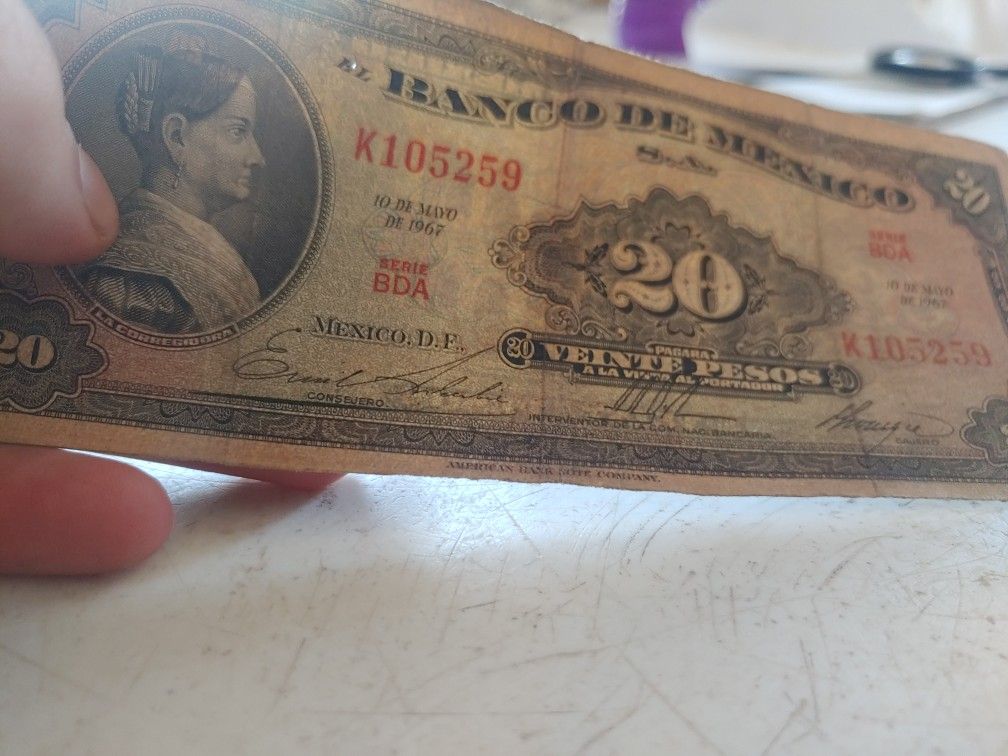 EL BANCO DE MEXICO
S.A.
20
K105259
10 DE MAYO
DE 1967
SERIE
BDA
SERIE
BDA
10 DE MAYO
DE 1967
20
K105259
MEXICO, D.F.,
LA CORREGIDORA
20
PAGARA
20 VEINTE PESOS 20
A LA VISTA AL PORTADOR
CONSEJERO.
INTERVENTOR DE LA COM. NAC. BANCARIA.
CAJERO
AMERICAN BANK NOTE COMPANY.